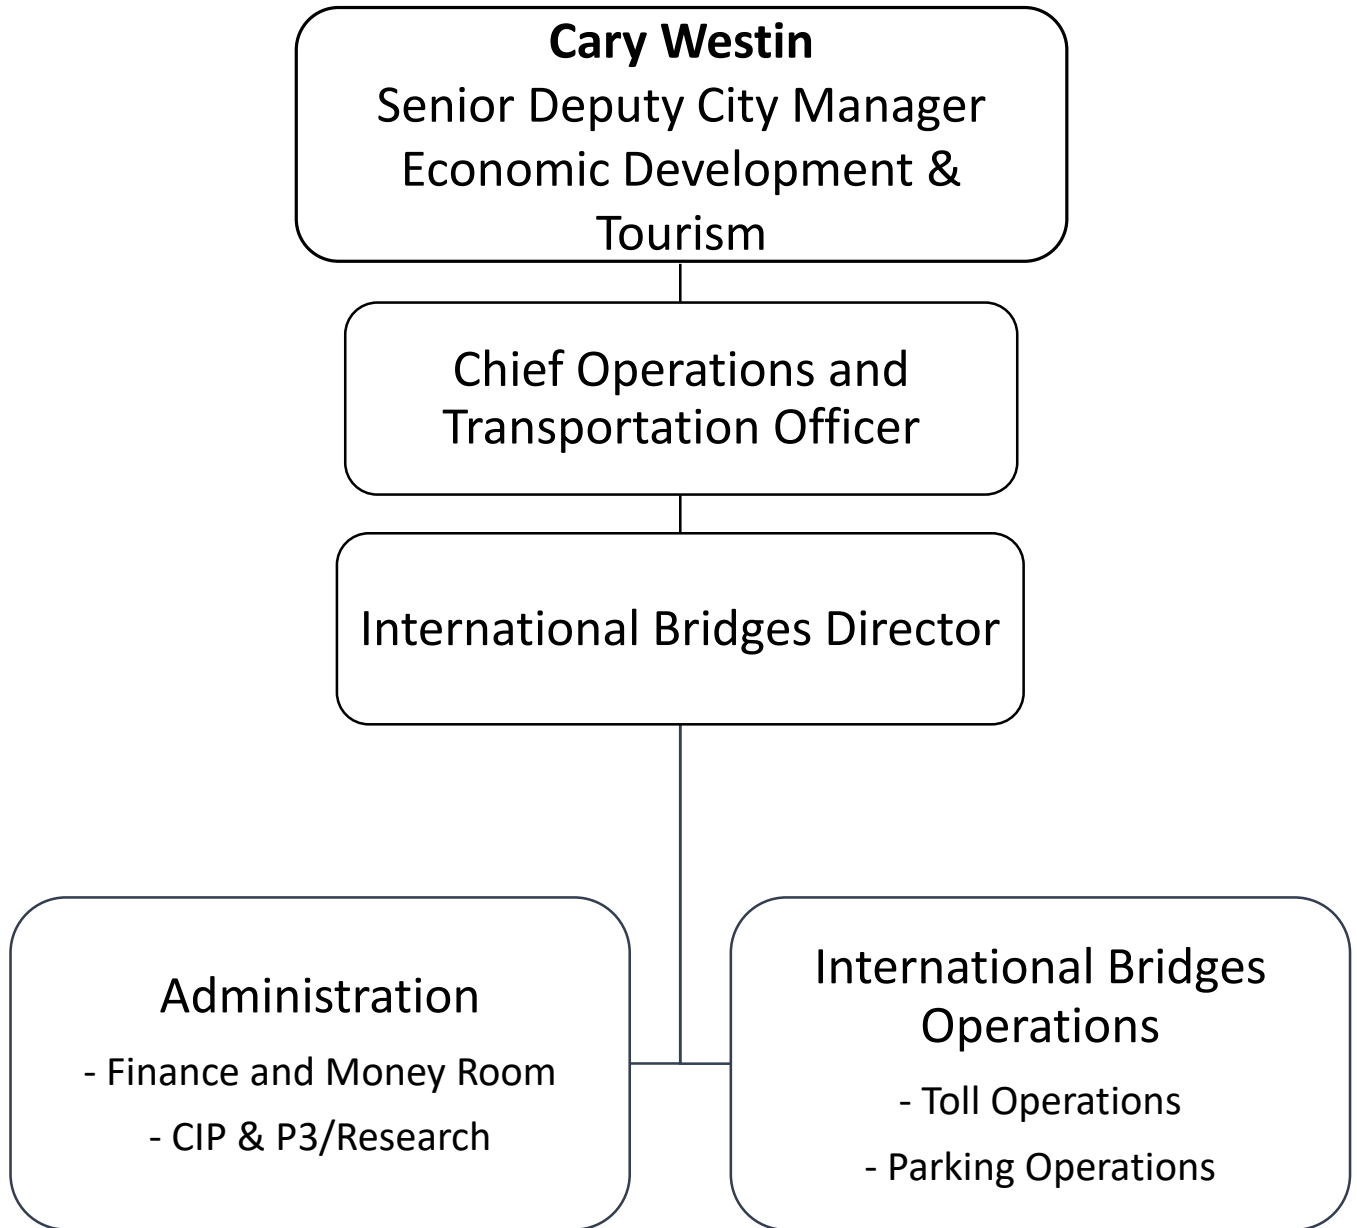 Cary Westin
Senior Deputy City Manager
Economic Development &
Tourism
Chief Operations and
Transportation Officer
International Bridges Director
Administration
- Finance and Money Room
- CIP & P3/Research
International Bridges
Operations
- Toll Operations
- Parking Operations